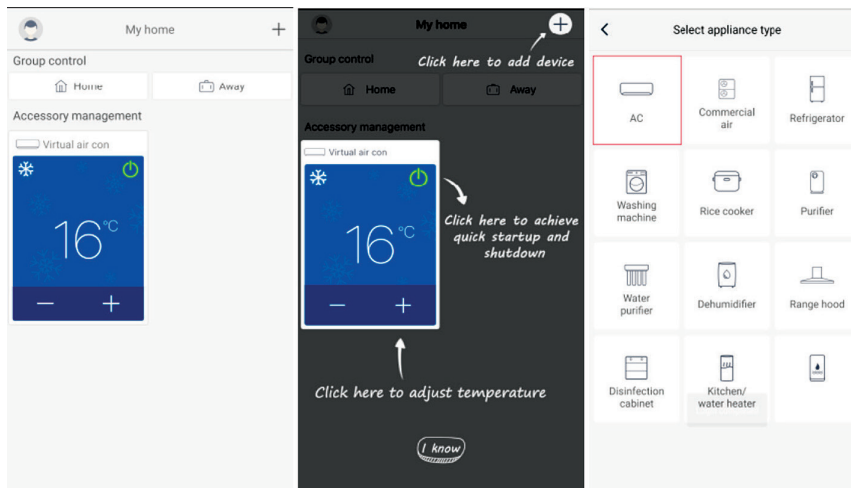 My home
+
Group control
Home
Away
Accessory management
Virtual air con
16°C
− +
My home
+
Click here to add device
Group control
Home
Away
Accessory management
Virtual air con
16°C
− +
Click here to achieve
quick startup and
shutdown
Click here to adjust temperature
I know
Select appliance type
AC
Commercial
air
Refrigerator
Washing
machine
Rice cooker
Purifier
Water
purifier
Dehumidifier
Range hood
Disinfection
cabinet
Kitchen/
water heater